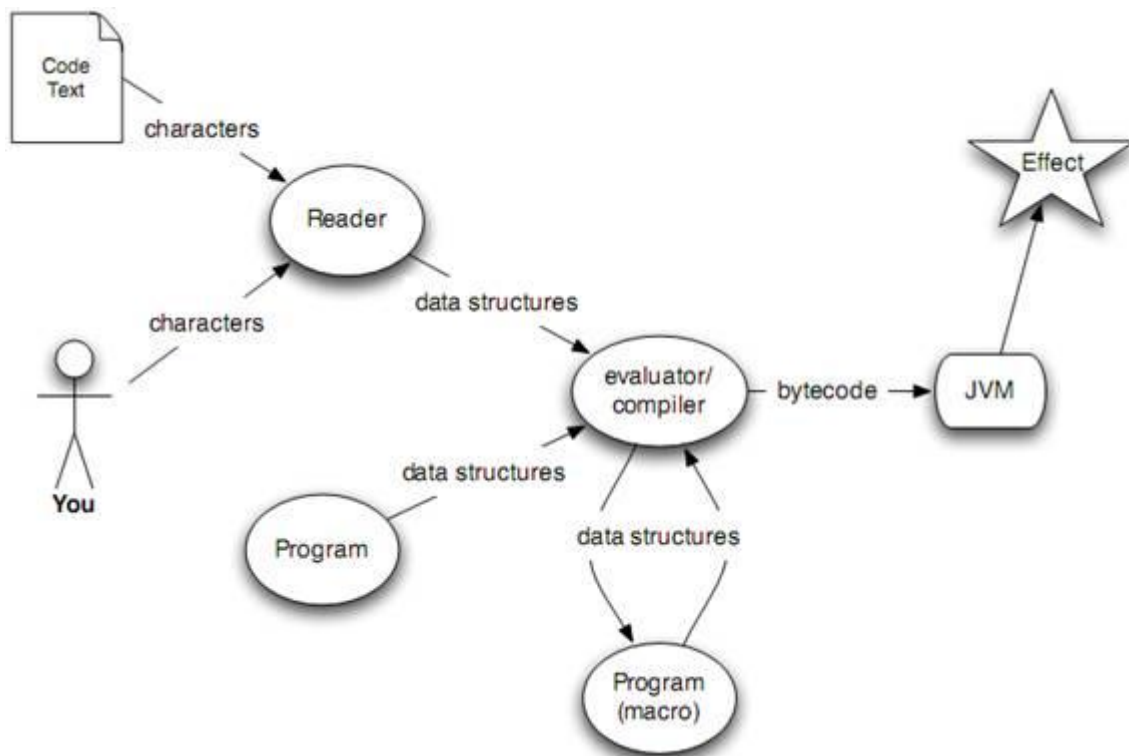 Code
Text
characters
Effect
Reader
data structures
characters
evaluator/
compiler
bytecode
JVM
You
data structures
Program
data structures
Program
(macro)